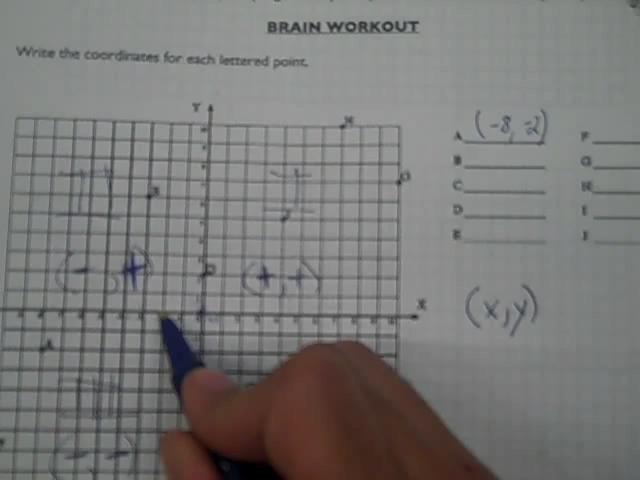 BRAIN WORKOUT
Write the coordinates for each lettered point.
Y
A (-8, -2) F
B G
C H
D I
E J
II I
(-, +) (+, +)
X
(x, y)
III
(-, -)